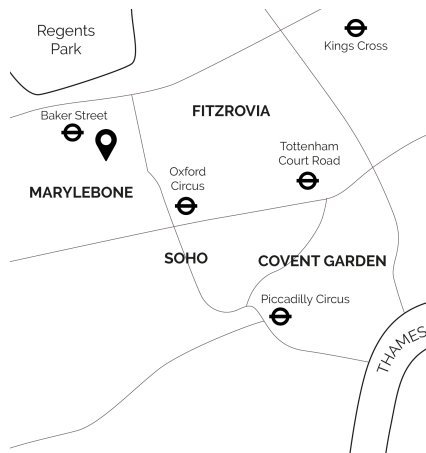 Regents
Park
Kings Cross
Baker Street
FITZROVIA
Tottenham
Court Road
Oxford
Circus
MARYLEBONE
SOHO
COVENT GARDEN
Piccadilly Circus
THAMES